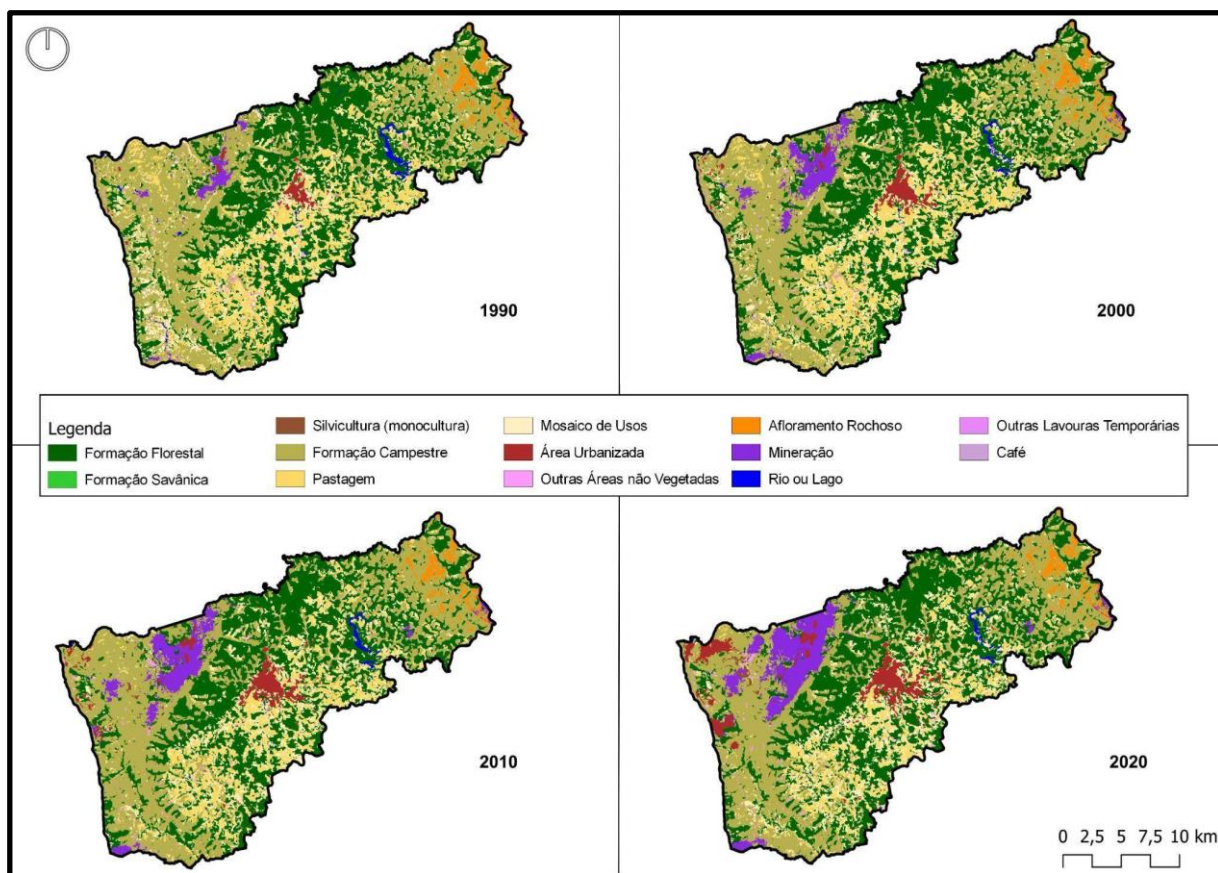 1990
2000
Legenda
Formação Florestal
Formação Savânica
Silvicultura (monocultura)
Formação Campestre
Pastagem
Mosaico de Usos
Área Urbanizada
Outras Áreas não Vegetadas
Afloramento Rochoso
Mineração
Rio ou Lago
Outras Lavouras Temporárias
Café
2010
2020
0 2,5 5 7,5 10 km